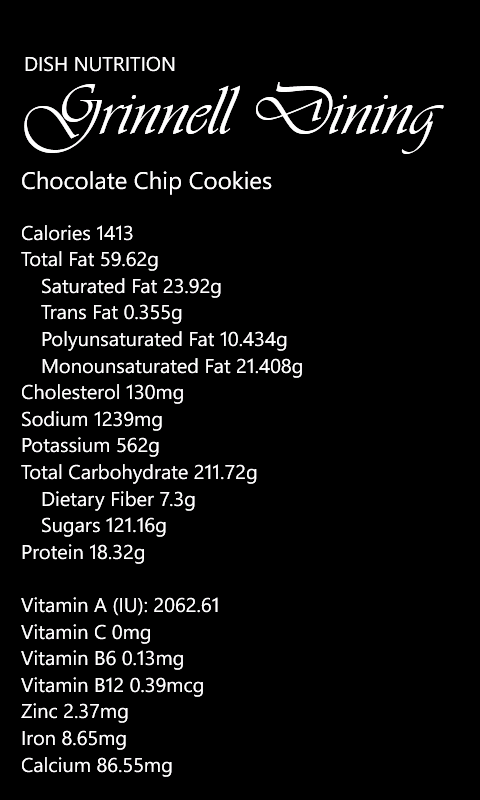 DISH NUTRITION
Grinnell Dining
Chocolate Chip Cookies
Calories 1413
Total Fat 59.62g
Saturated Fat 23.92g
Trans Fat 0.355g
Polyunsaturated Fat 10.434g
Monounsaturated Fat 21.408g
Cholesterol 130mg
Sodium 1239mg
Potassium 562g
Total Carbohydrate 211.72g
Dietary Fiber 7.3g
Sugars 121.16g
Protein 18.32g
Vitamin A (IU): 2062.61
Vitamin C 0mg
Vitamin B6 0.13mg
Vitamin B12 0.39mcg
Zinc 2.37mg
Iron 8.65mg
Calcium 86.55mg